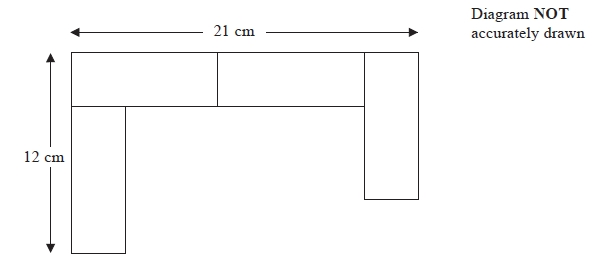 21 cm
Diagram NOT
accurately drawn
12 cm